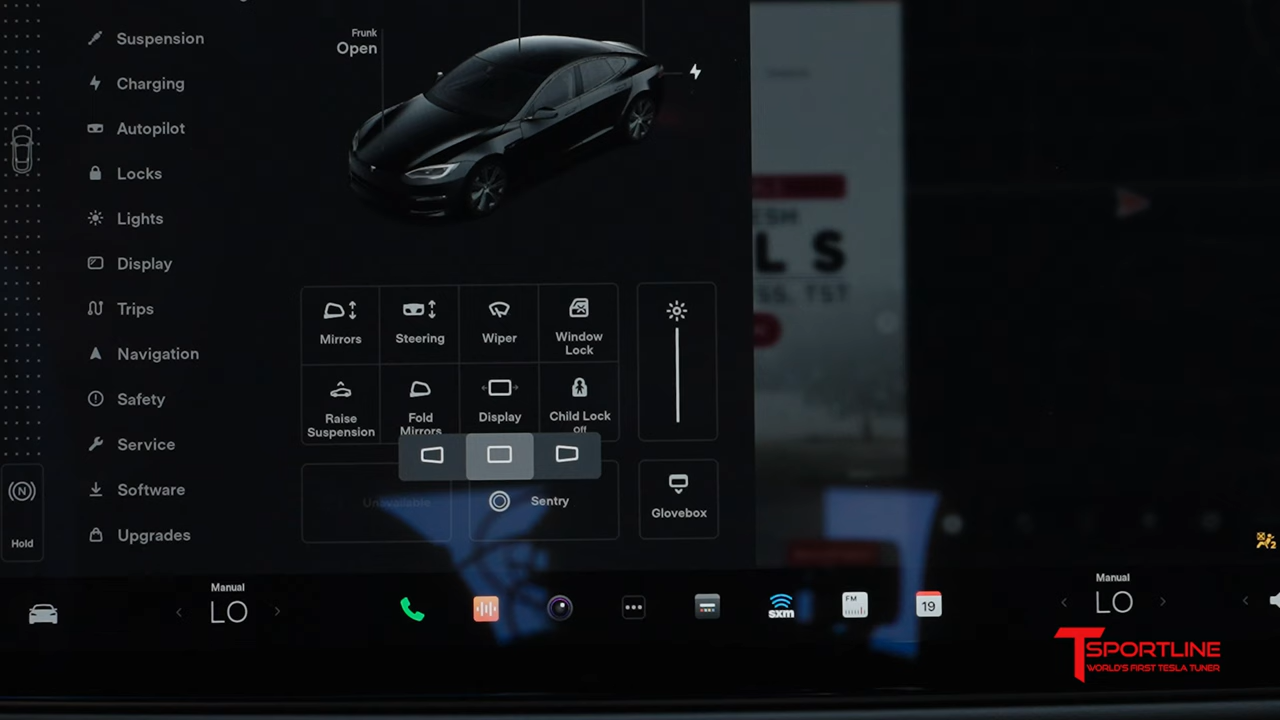 Suspension
Charging
Autopilot
Locks
Lights
Display
Trips
Navigation
Safety
Service
Software
Upgrades
Hold
Frunk
Open
Mirrors
Steering
Wiper
Window
Lock
Raise
Suspension
Fold
Mirrors
Display
Child Lock
off
Unavailable
Sentry
Glovebox
L S
Manual
LO
sxm
FM
19
Manual
LO
2
TSPORTLINE
WORLD'S FIRST TESLA TUNER